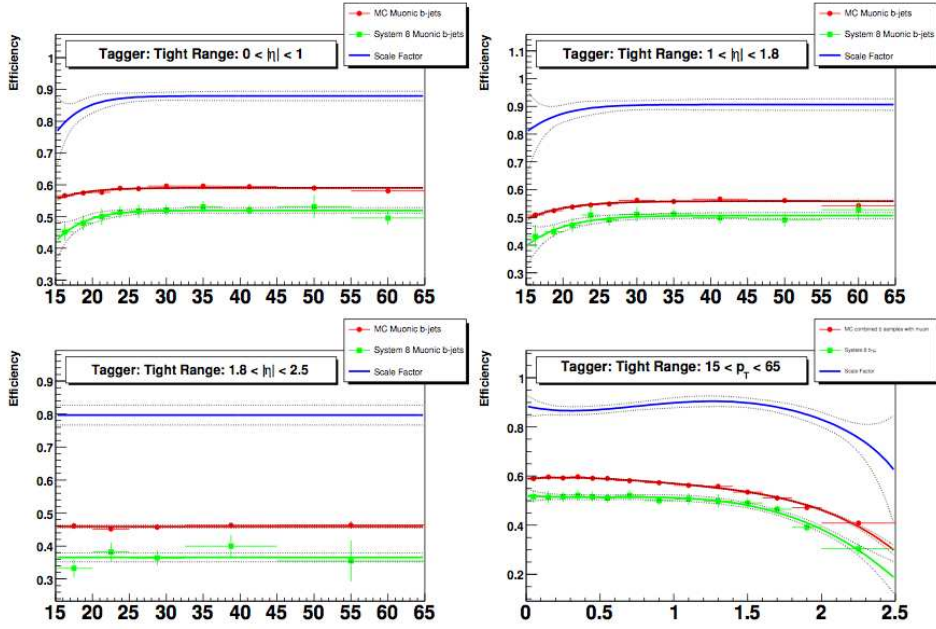 MC Muonic b-jets
System 8 Muonic b-jets
Scale Factor
Tagger: Tight Range: 0 < |η| < 1
Efficiency
1
0.9
0.8
0.7
0.6
0.5
0.4
0.3
15 20 25 30 35 40 45 50 55 60 65
MC Muonic b-jets
System 8 Muonic b-jets
Scale Factor
Tagger: Tight Range: 1 < |η| < 1.8
Efficiency
1.1
1
0.9
0.8
0.7
0.6
0.5
0.4
0.3
15 20 25 30 35 40 45 50 55 60 65
MC Muonic b-jets
System 8 Muonic b-jets
Scale Factor
Tagger: Tight Range: 1.8 < |η| < 2.5
Efficiency
0.9
0.8
0.7
0.6
0.5
0.4
0.3
15 20 25 30 35 40 45 50 55 60 65
MC combined b samples with muon
System 8
Scale Factor
Tagger: Tight Range: 15 < p_T < 65
Efficiency
1
0.8
0.6
0.4
0.2
0 0.5 1 1.5 2 2.5